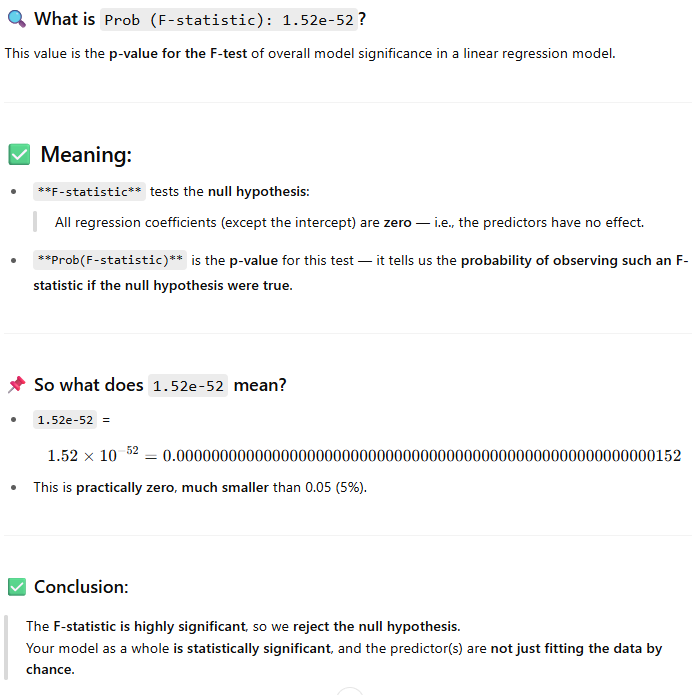 🔍 What is Prob (F-statistic): 1.52e-52?
This value is the p-value for the F-test of overall model significance in a linear regression model.
✅ Meaning:
• **F-statistic** tests the null hypothesis:
All regression coefficients (except the intercept) are zero — i.e., the predictors have no effect.
• **Prob(F-statistic)** is the p-value for this test — it tells us the probability of observing such an F-
statistic if the null hypothesis were true.
📌 So what does 1.52e-52 mean?
• 1.52e-52 =
1.52 × 10⁻⁵² = 0.000000000000000000000000000000000000000000000000000152
• This is practically zero, much smaller than 0.05 (5%).
✅ Conclusion:
The F-statistic is highly significant, so we reject the null hypothesis.
Your model as a whole is statistically significant, and the predictor(s) are not just fitting the data by
chance.